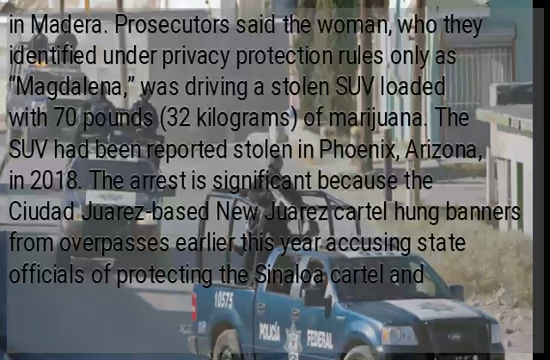 in Madera. Prosecutors said the woman, who they
identified under privacy protection rules only as
“Magdalena,” was driving a stolen SUV loaded
with 70 pounds (32 kilograms) of marijuana. The
SUV had been reported stolen in Phoenix, Arizona,
in 2018. The arrest is significant because the
Ciudad Juarez-based New Juarez cartel hung banners
from overpasses earlier this year accusing state
officials of protecting the Sinaloa cartel and
10575
POLICÍA FEDERAL